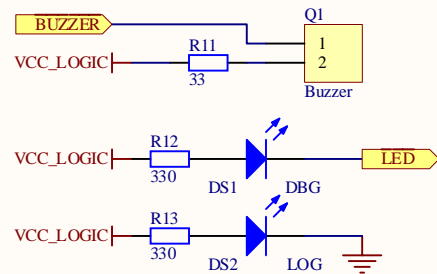 Q1
BUZZER
1
R11
VCC_LOGIC
2
33
Buzzer
R12
VCC_LOGIC
LED
330
DS1
DBG
R13
VCC_LOGIC
330
DS2
LOG